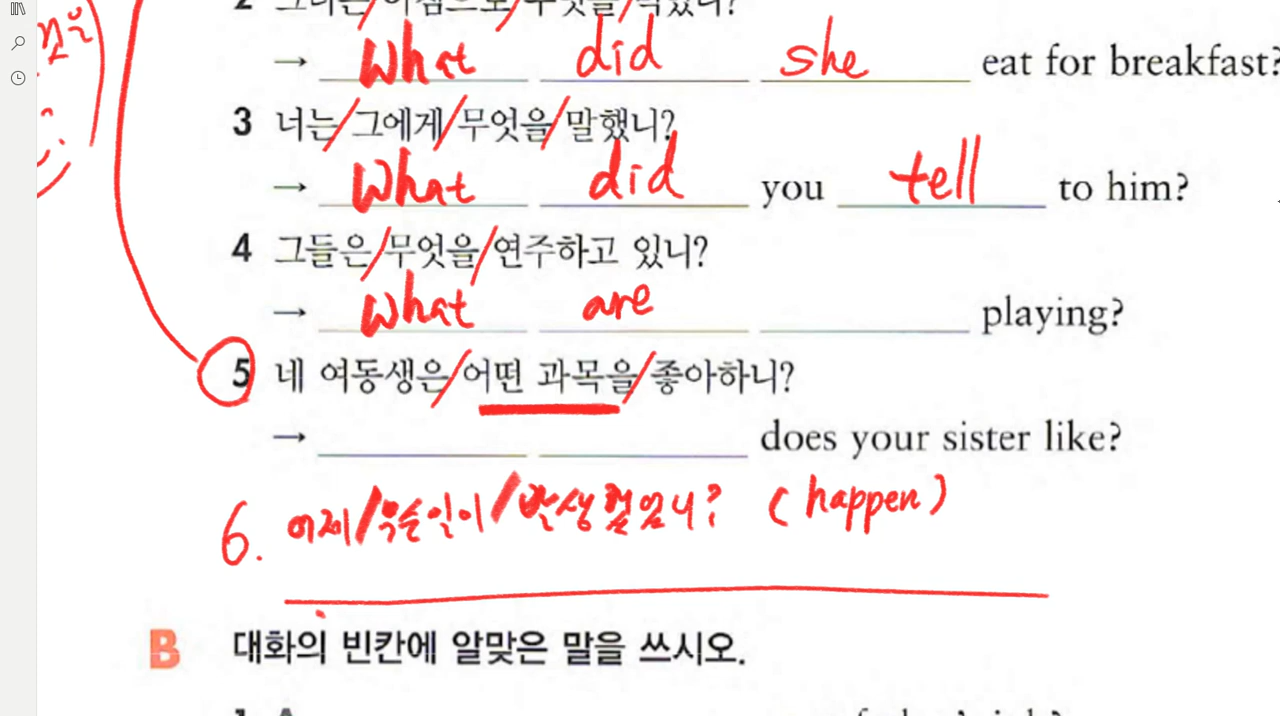 What did she eat for breakfast?
3 너는/그에게/무엇을/말했니?
→ What did you tell to him?
4 그들은/무엇을/연주하고 있니?
→ What are playing?
5 네 여동생은/어떤 과목을/좋아하니?
→ does your sister like?
6. 어제/무슨일이/발생했었니? (happen)
B 대화의 빈칸에 알맞은 말을 쓰시오.